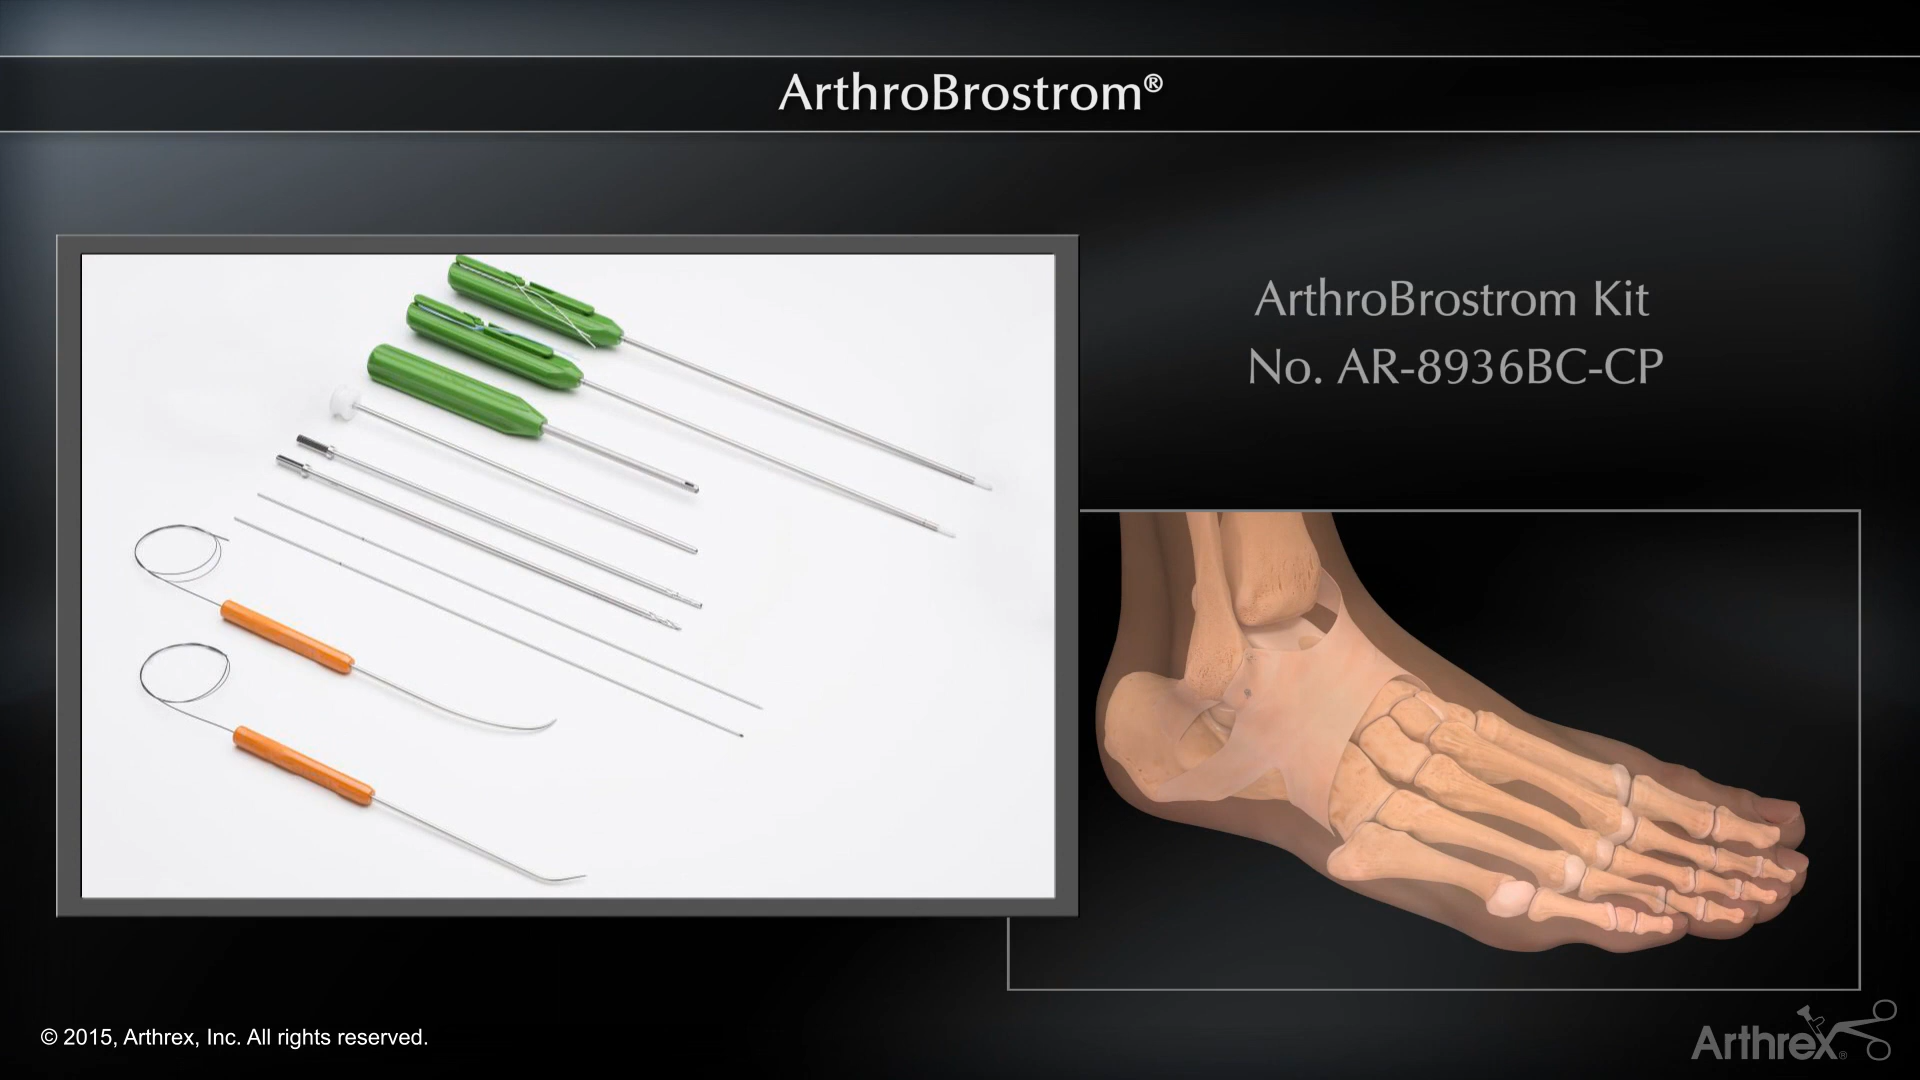 ArthroBrostrom®
ArthroBrostrom Kit
No. AR-8936BC-CP
© 2015, Arthrex, Inc. All rights reserved.
Arthrex®